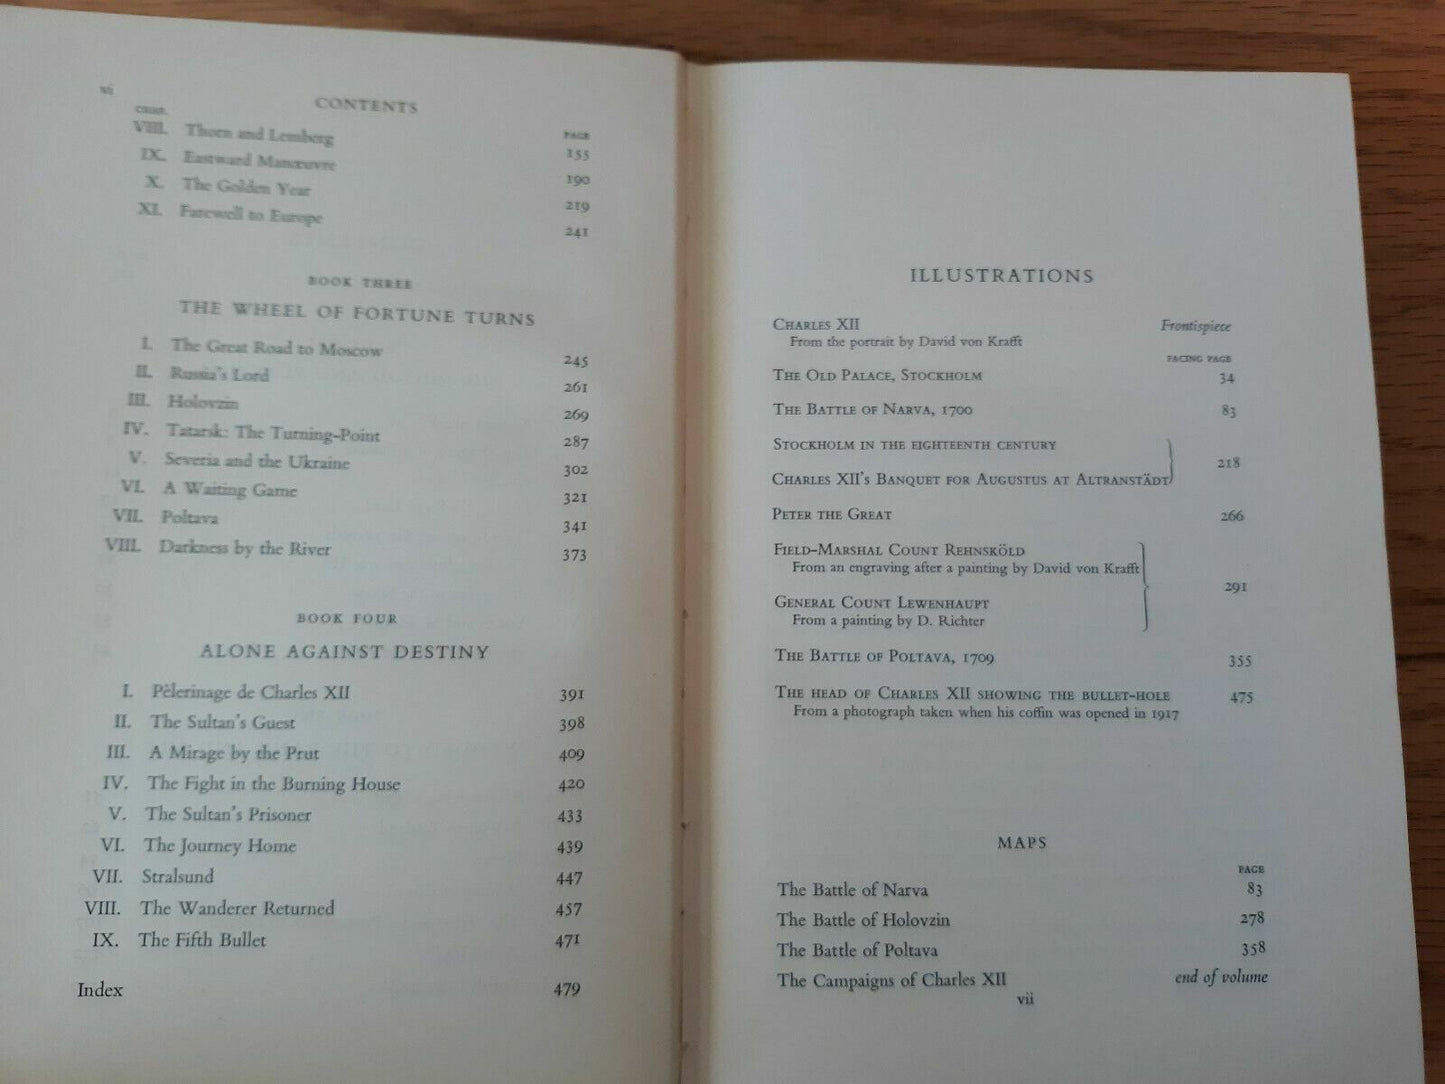 vi
CONTENTS
CHAP.
PAGE
VIII. Thorn and Lemberg 155
IX. Eastward Manœuvre 190
X. The Golden Year 219
XI. Farewell to Europe 241
BOOK THREE
THE WHEEL OF FORTUNE TURNS
I. The Great Road to Moscow 245
II. Russia's Lord 261
III. Holovzin 269
IV. Tatarsk: The Turning-Point 287
V. Severia and the Ukraine 302
VI. A Waiting Game 321
VII. Poltava 341
VIII. Darkness by the River 373
BOOK FOUR
ALONE AGAINST DESTINY
I. Pèlerinage de Charles XII 391
II. The Sultan's Guest 398
III. A Mirage by the Prut 409
IV. The Fight in the Burning House 420
V. The Sultan's Prisoner 433
VI. The Journey Home 439
VII. Stralsund 447
VIII. The Wanderer Returned 457
IX. The Fifth Bullet 471
Index 479
ILLUSTRATIONS
CHARLES XII Frontispiece
From the portrait by David von Krafft
FACING PAGE
THE OLD PALACE, STOCKHOLM 34
THE BATTLE OF NARVA, 1700 83
STOCKHOLM IN THE EIGHTEENTH CENTURY
218
CHARLES XII'S BANQUET FOR AUGUSTUS AT ALTRANSTÄDT
PETER THE GREAT 266
FIELD-MARSHAL COUNT REHNSKÖLD
From an engraving after a painting by David von Krafft
291
GENERAL COUNT LEWENHAUPT
From a painting by D. Richter
THE BATTLE OF POLTAVA, 1709 355
THE HEAD OF CHARLES XII SHOWING THE BULLET-HOLE 475
From a photograph taken when his coffin was opened in 1917
MAPS
PAGE
The Battle of Narva 83
The Battle of Holovzin 278
The Battle of Poltava 358
The Campaigns of Charles XII end of volume
vii